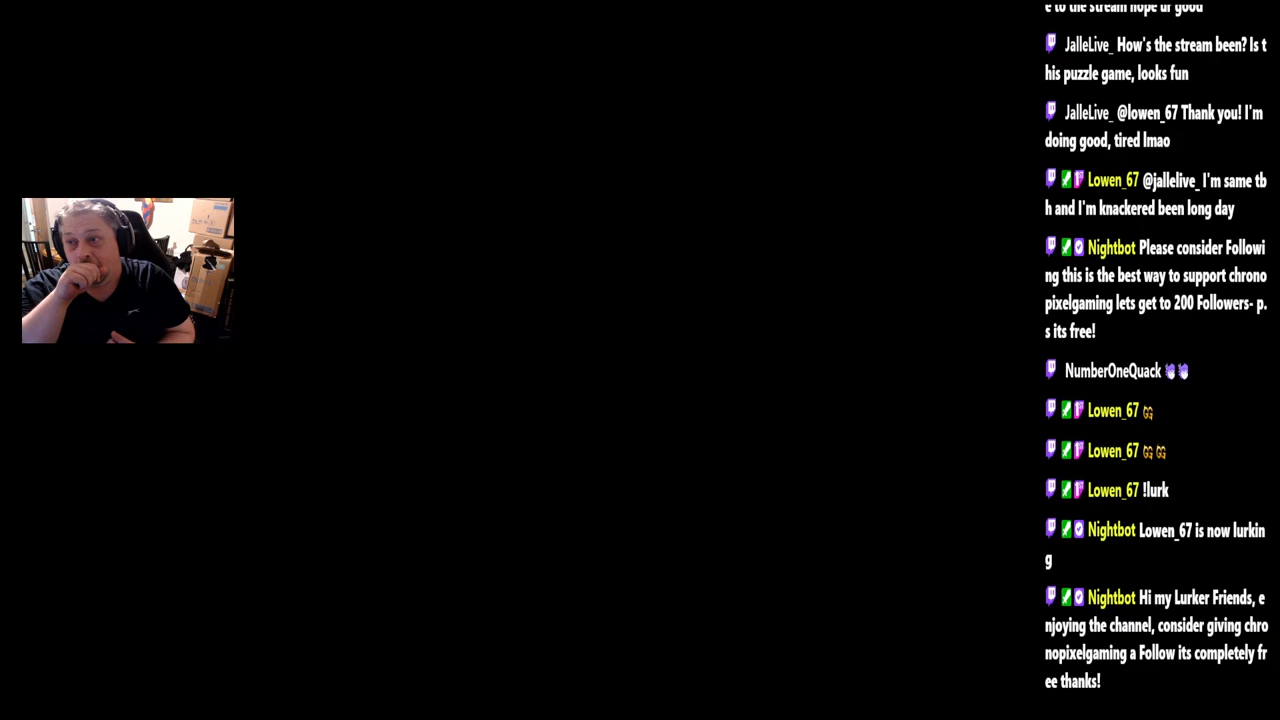 e to the stream hope ur good
JalleLive_ How's the stream been? Is t
his puzzle game, looks fun
JalleLive_ @lowen_67 Thank you! I'm
doing good, tired lmao
Lowen_67 @jallelive_ I'm same tb
h and I'm knackered been long day
Nightbot Please consider Followi
ng this is the best way to support chrono
pixelgaming lets get to 200 Followers- p.
s its free!
NumberOneQuack
Lowen_67
Lowen_67
Lowen_67 !lurk
Nightbot Lowen_67 is now lurkin
g
Nightbot Hi my Lurker Friends, e
njoying the channel, consider giving chro
nopixelgaming a Follow its completely fr
ee thanks!